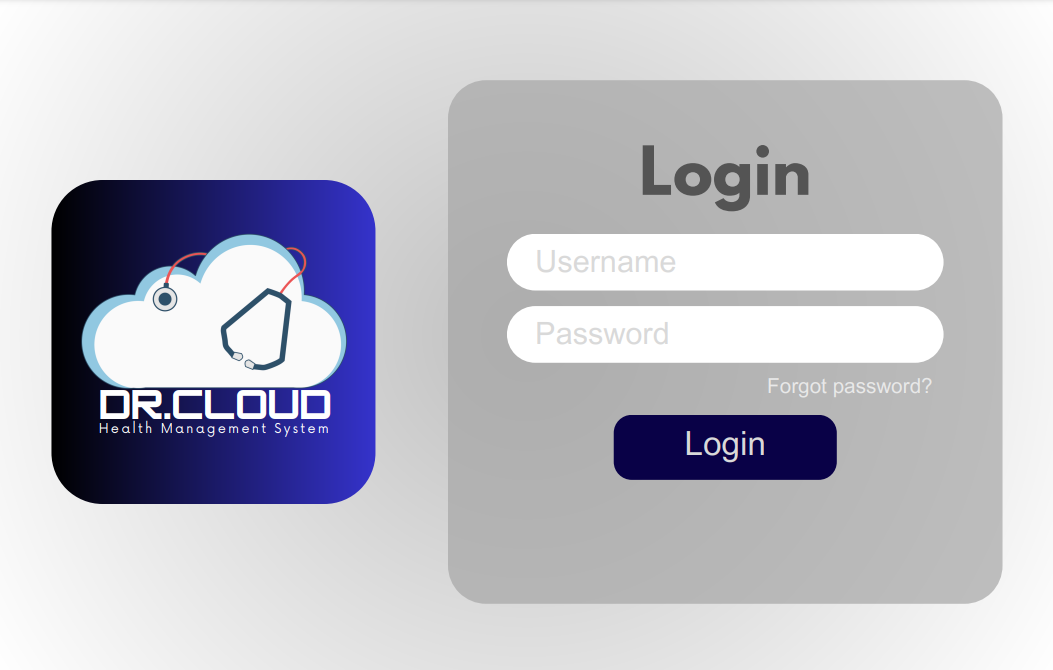 DR.CLOUD
Health Management System
Login
Username
Password
Forgot password?
Login